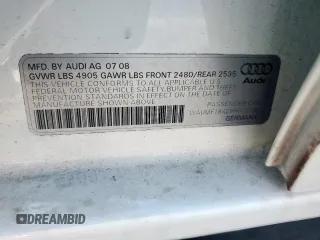 MFD. BY AUDI AG 07 08
GVWR LBS 4905 GAWR LBS FRONT 2480/REAR 2535
THIS VEHICLE CONFORMS TO ALL APPLICABLE U.S.
FEDERAL MOTOR VEHICLE SAFETY, BUMPER, AND
THEFT PREVENTION STANDARDS IN EFFECT ON THE DATE OF
MANUFACTURE SHOWN ABOVE.
Audi
PASSENGER CAR
GERMANY
DREAMBID